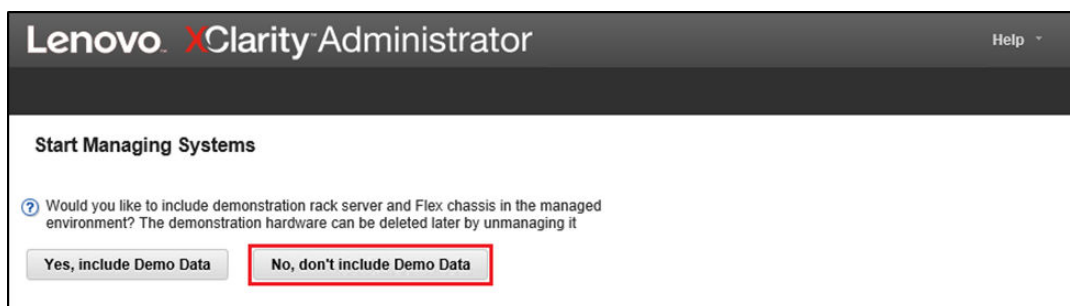 Lenovo. XClarity Administrator
Help
Start Managing Systems
Would you like to include demonstration rack server and Flex chassis in the managed
environment? The demonstration hardware can be deleted later by unmanaging it
Yes, include Demo Data No, don't include Demo Data